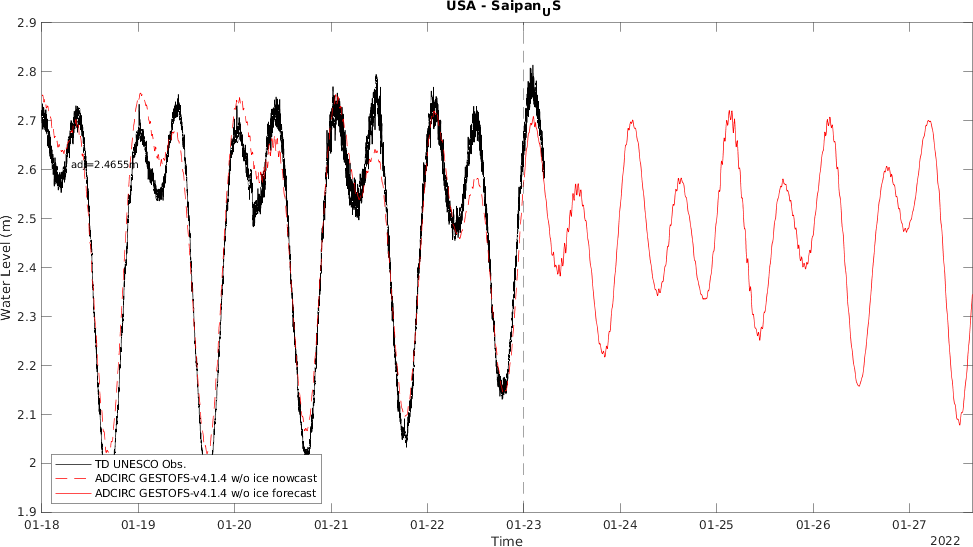 USA - Saipan_US
2.9
2.8
2.7
2.6
2.5
2.4
2.3
2.2
2.1
2
1.9
Water Level (m)
adj=2.4655m
TD UNESCO Obs.
ADCIRC GESTOFS-v4.1.4 w/o ice nowcast
ADCIRC GESTOFS-v4.1.4 w/o ice forecast
01-18 01-19 01-20 01-21 01-22 01-23 01-24 01-25 01-26 01-27
Time
2022